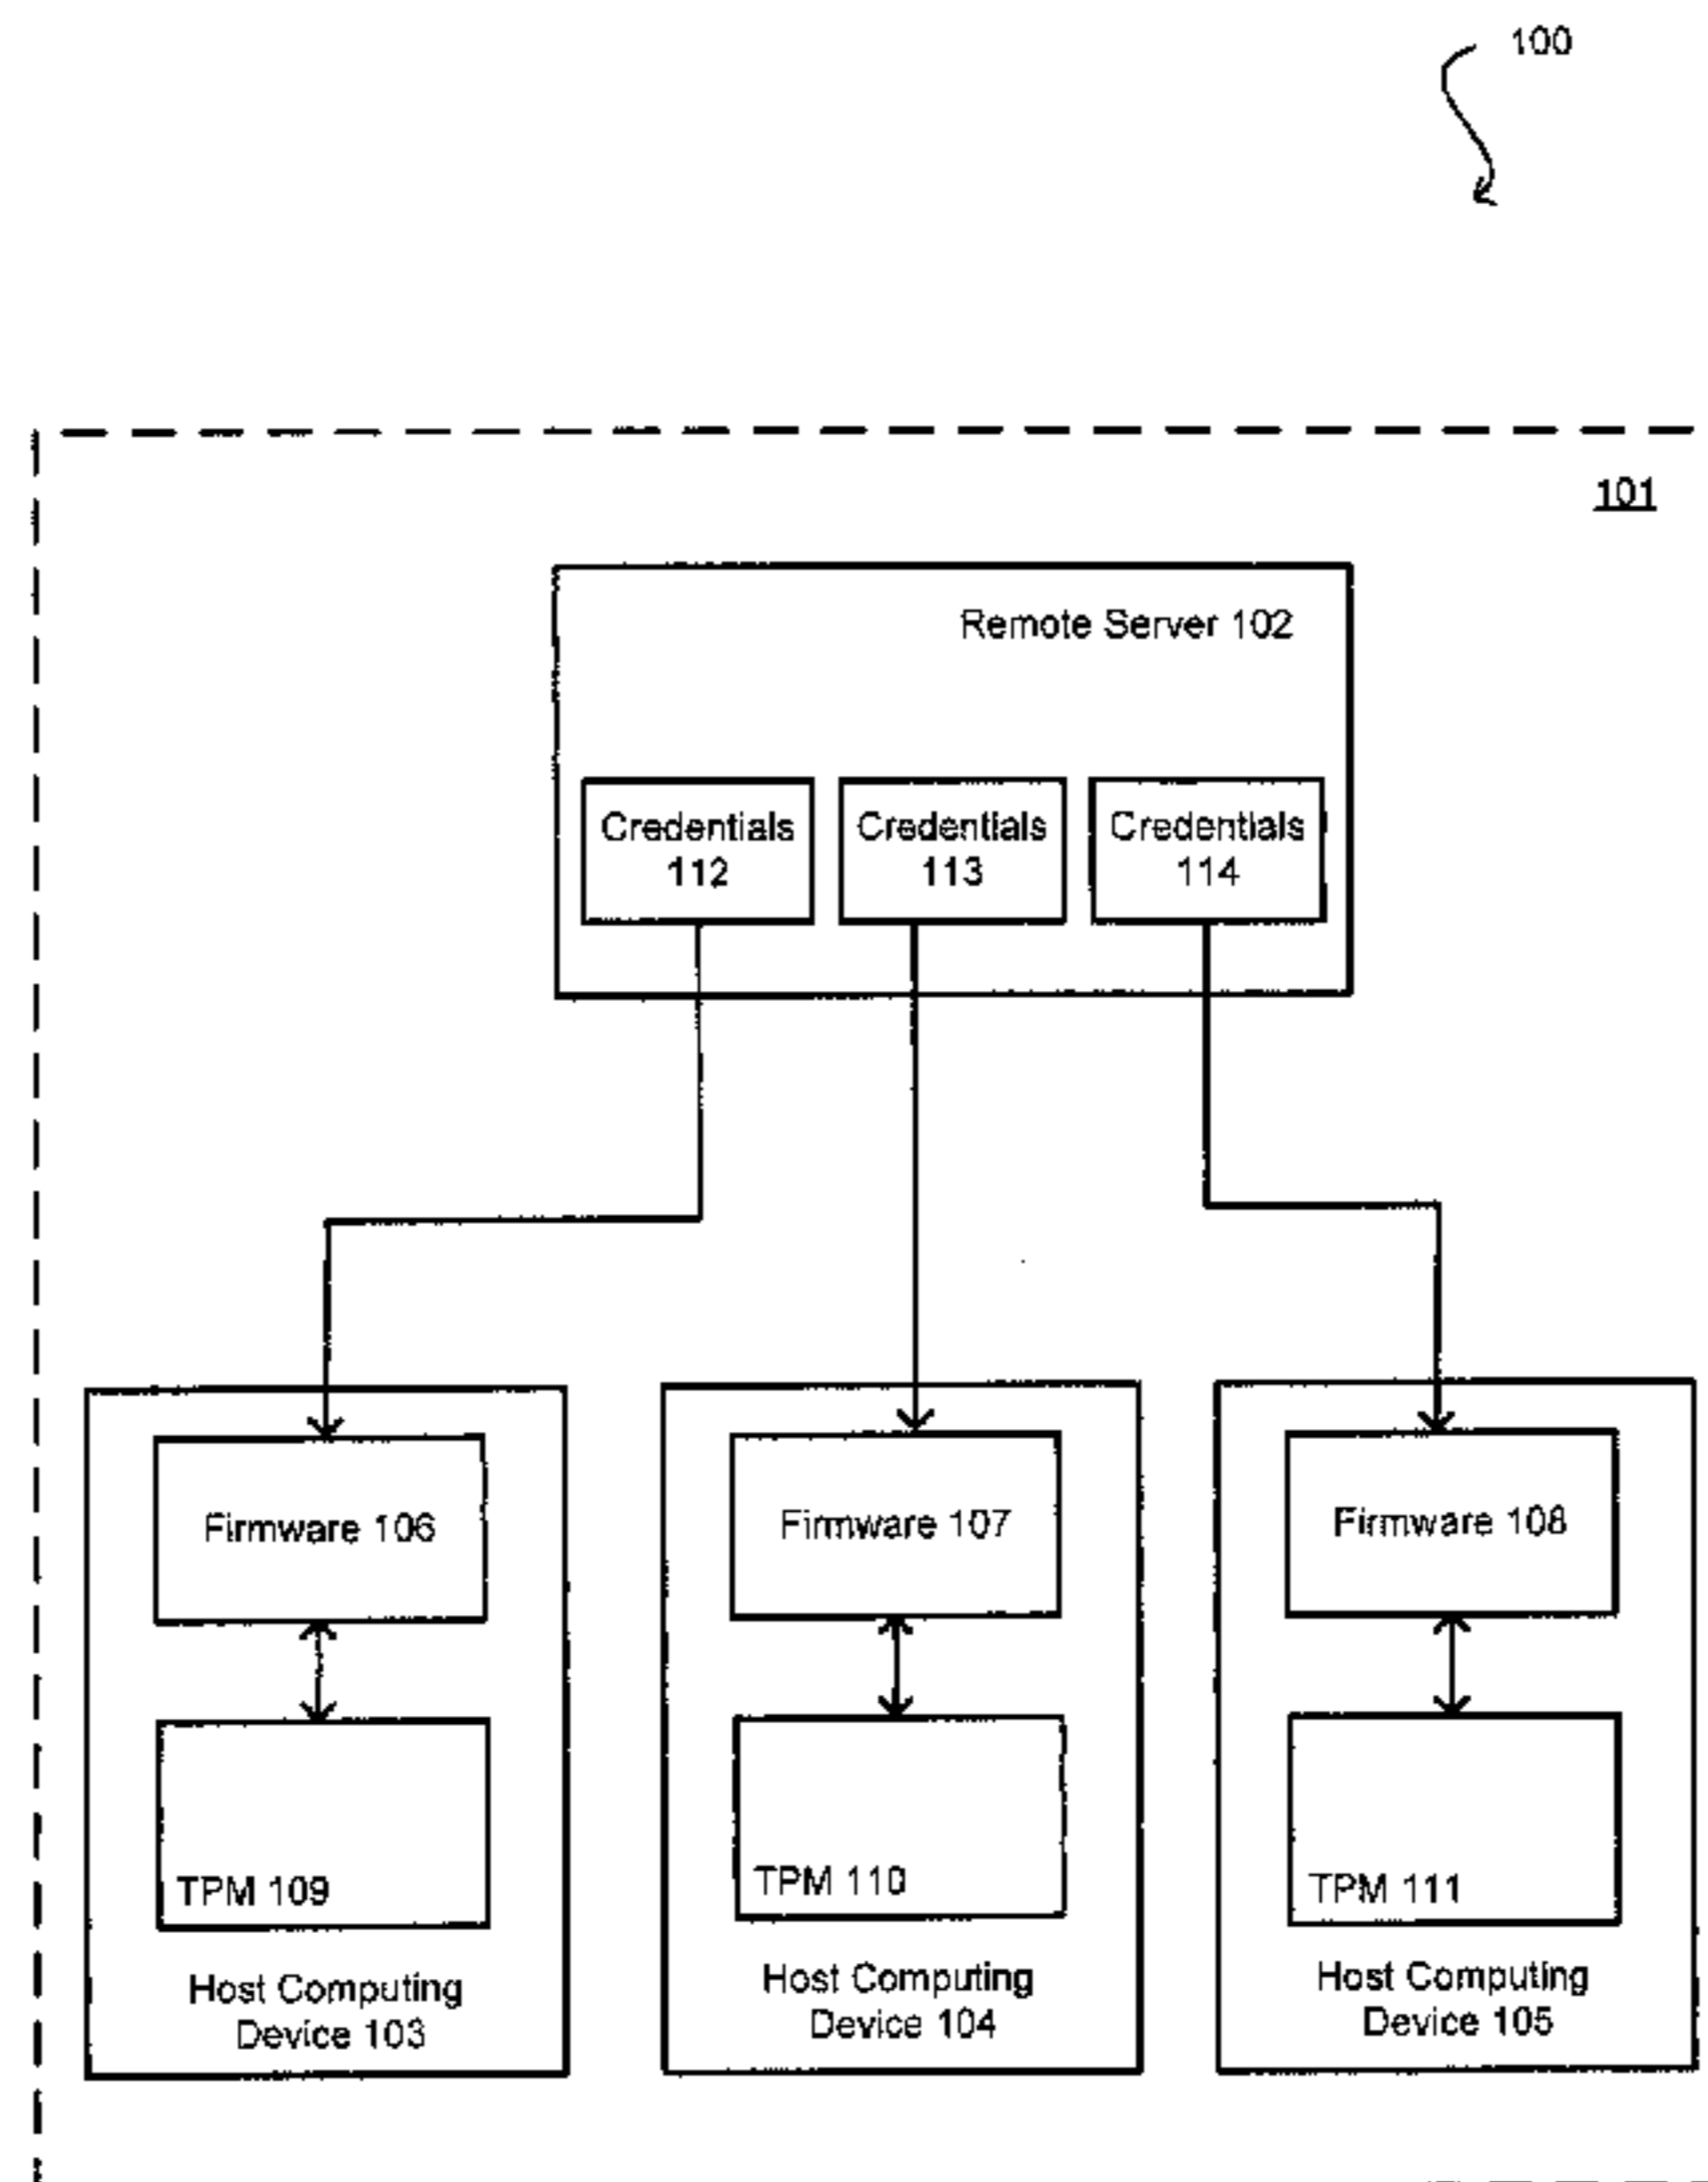 100
101
Remote Server 102
Credentials
112
Credentials
113
Credentials
114
Firmware 106
Firmware 107
Firmware 108
TPM 109
TPM 110
TPM 111
Host Computing
Device 103
Host Computing
Device 104
Host Computing
Device 105